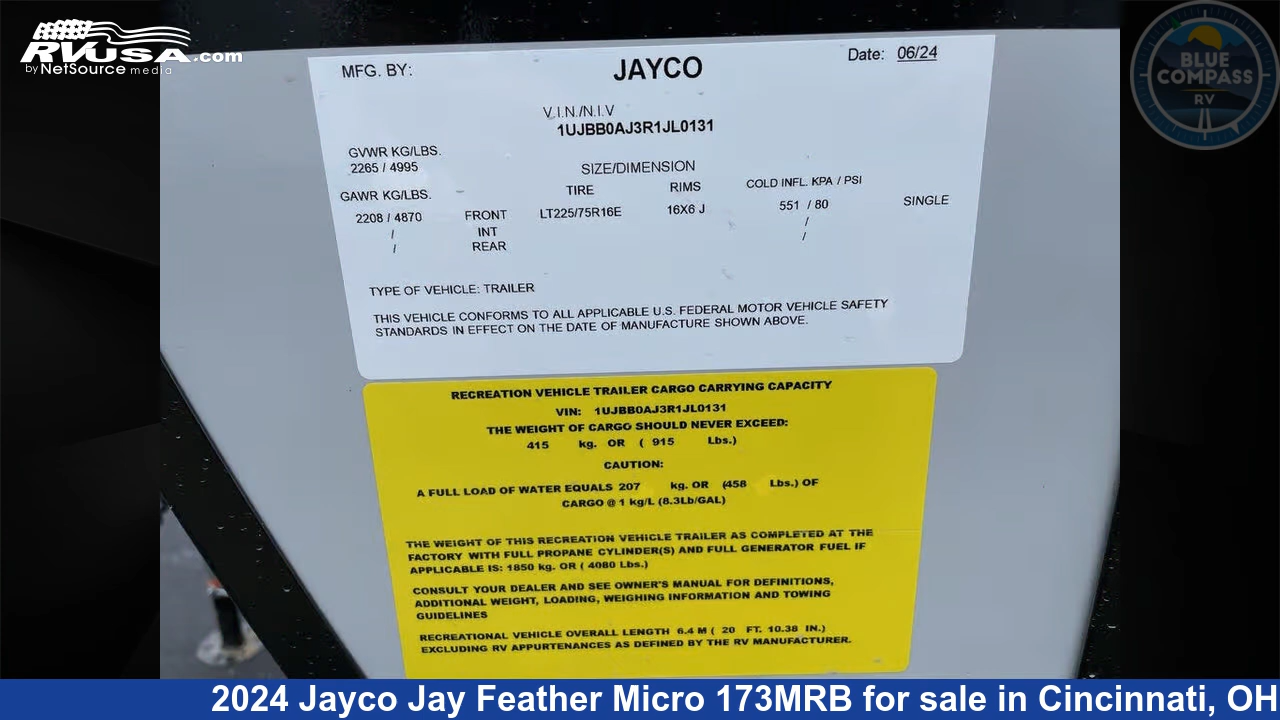 RVUSA.com
by NetSource media
BLUE
COMPASS
RV
MFG. BY:
JAYCO
Date: 06/24
V.I.N./N.I.V
1UJBB0AJ3R1JL0131
GVWR KG/LBS.
2265 / 4995
SIZE/DIMENSION
GAWR KG/LBS.
TIRE
RIMS
COLD INFL. KPA / PSI
2208 / 4870
FRONT
LT225/75R16E
16X6 J
551 / 80
SINGLE
/
INT
/
/
REAR
/
TYPE OF VEHICLE: TRAILER
THIS VEHICLE CONFORMS TO ALL APPLICABLE U.S. FEDERAL MOTOR VEHICLE SAFETY
STANDARDS IN EFFECT ON THE DATE OF MANUFACTURE SHOWN ABOVE.
RECREATION VEHICLE TRAILER CARGO CARRYING CAPACITY
VIN: 1UJBB0AJ3R1JL0131
THE WEIGHT OF CARGO SHOULD NEVER EXCEED:
415 kg. OR ( 915 Lbs.)
CAUTION:
A FULL LOAD OF WATER EQUALS 207 kg. OR (458 Lbs.) OF
CARGO @ 1 kg/L (8.3Lb/GAL)
THE WEIGHT OF THIS RECREATION VEHICLE TRAILER AS COMPLETED AT THE
FACTORY WITH FULL PROPANE CYLINDER(S) AND FULL GENERATOR FUEL IF
APPLICABLE IS: 1850 kg. OR ( 4080 Lbs.)
CONSULT YOUR DEALER AND SEE OWNER'S MANUAL FOR DEFINITIONS,
ADDITIONAL WEIGHT, LOADING, WEIGHING INFORMATION AND TOWING
GUIDELINES
RECREATIONAL VEHICLE OVERALL LENGTH 6.4 M ( 20 FT. 10.38 IN.)
EXCLUDING RV APPURTENANCES AS DEFINED BY THE RV MANUFACTURER.
2024 Jayco Jay Feather Micro 173MRB for sale in Cincinnati, OH